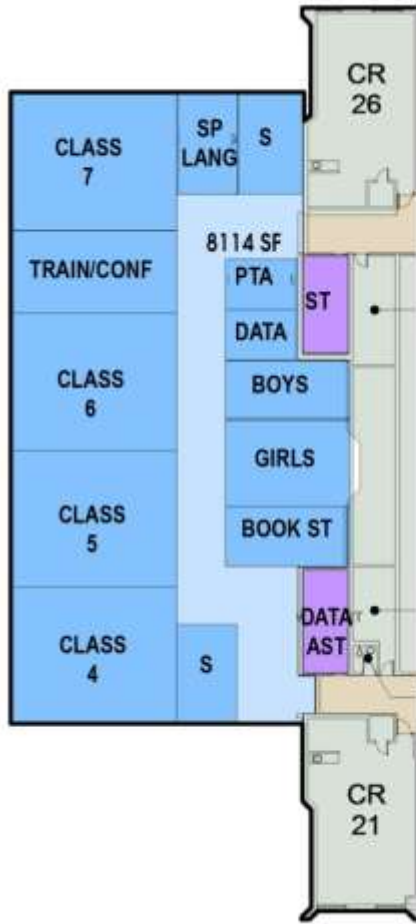 CR
26
CLASS
7
SP
LANG
S
8114 SF
TRAIN/CONF
PTA
ST
DATA
CLASS
6
BOYS
GIRLS
CLASS
5
BOOK ST
DATA
AST
CLASS
4
S
CR
21